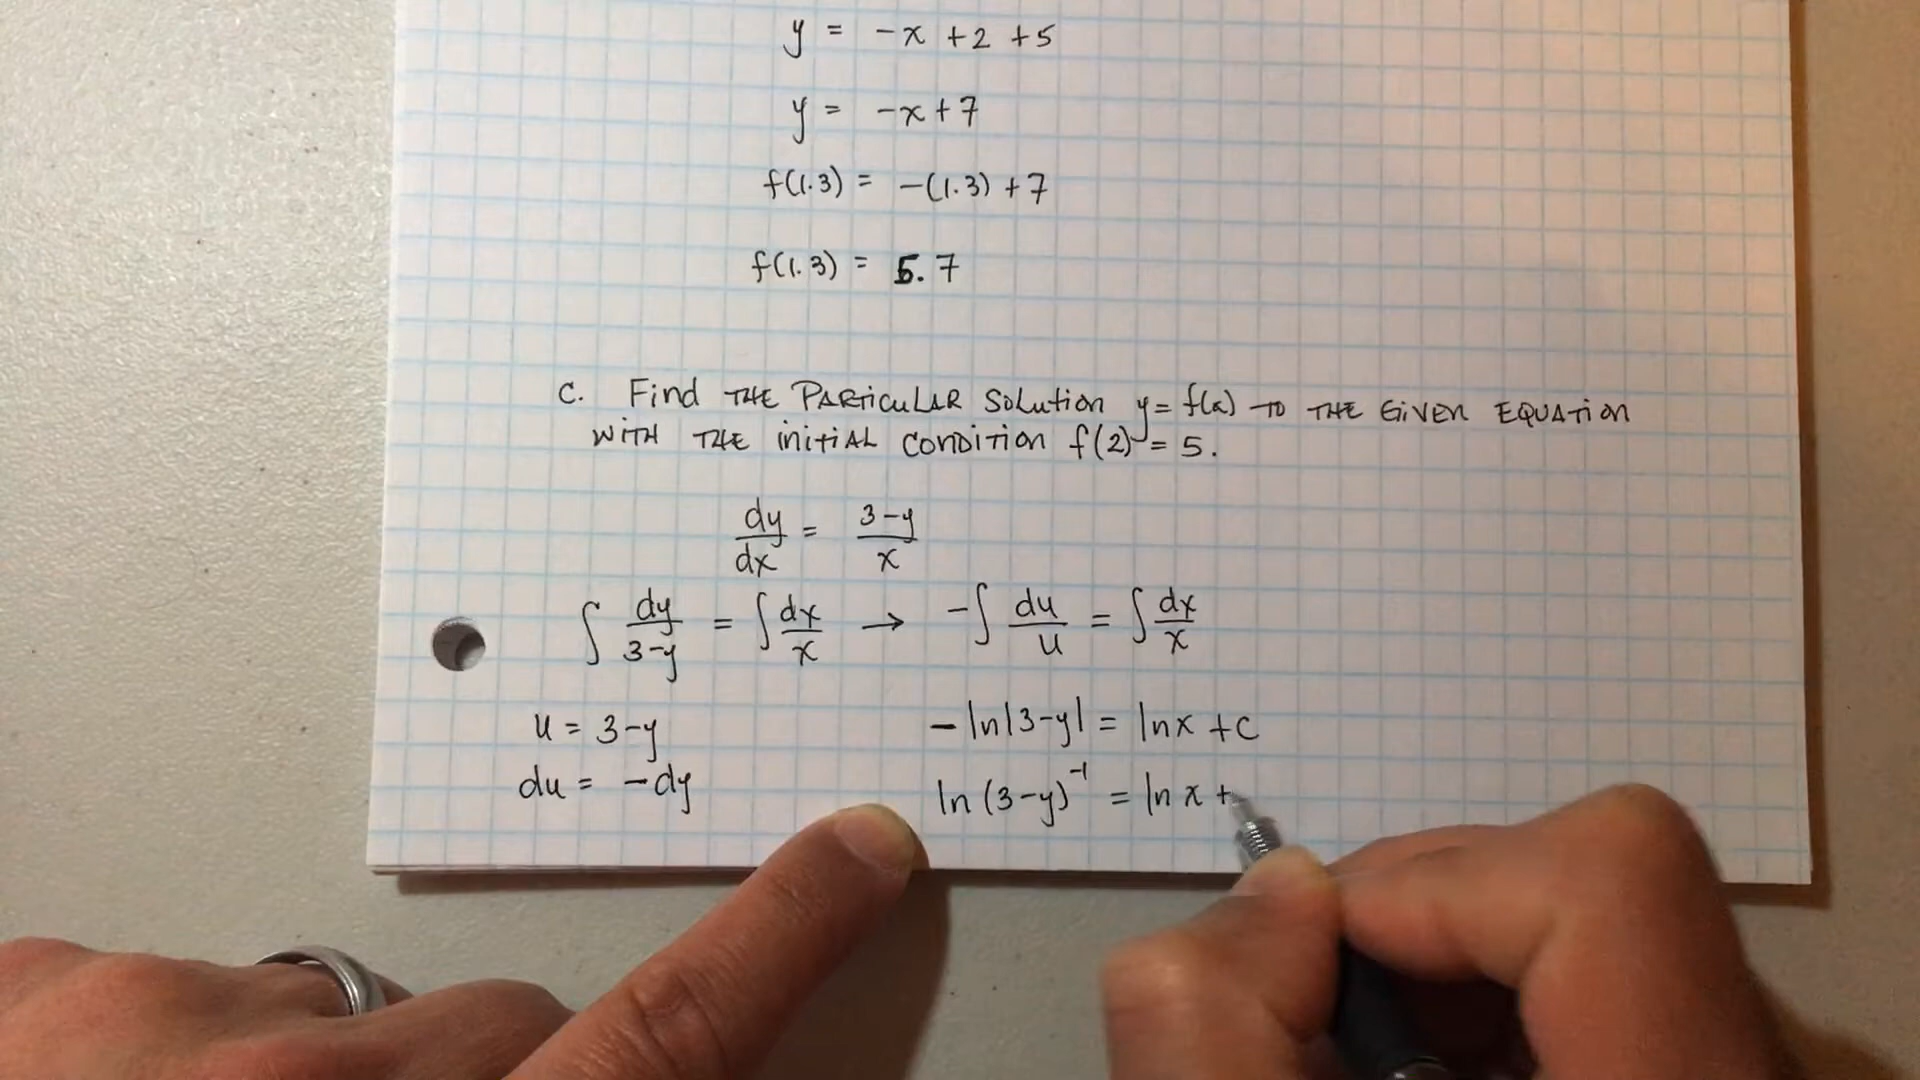 y = -x + 2 + 5
y = -x + 7
f(1.3) = -(1.3) + 7
f(1.3) = 5.7
C. Find THE PARTiCULAR SOLUTiON y = f(x) TO THE GiVEN EQUATiON
WiTH THE iNiTiAL CONDiTiON f(2) = 5.
dy/dx = (3-y)/x
∫ dy/(3-y) = ∫ dx/x → -∫ du/u = ∫ dx/x
u = 3-y
-ln|3-y| = lnx + C
du = -dy
ln(3-y)⁻¹ = ln x +